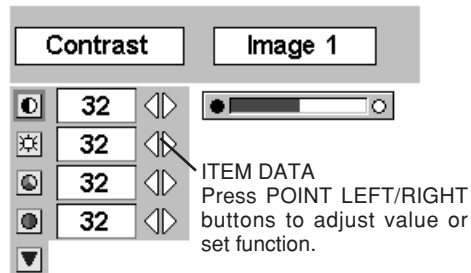 Contrast Image 1
32
32
32
32
ITEM DATA
Press POINT LEFT/RIGHT
buttons to adjust value or
set function.